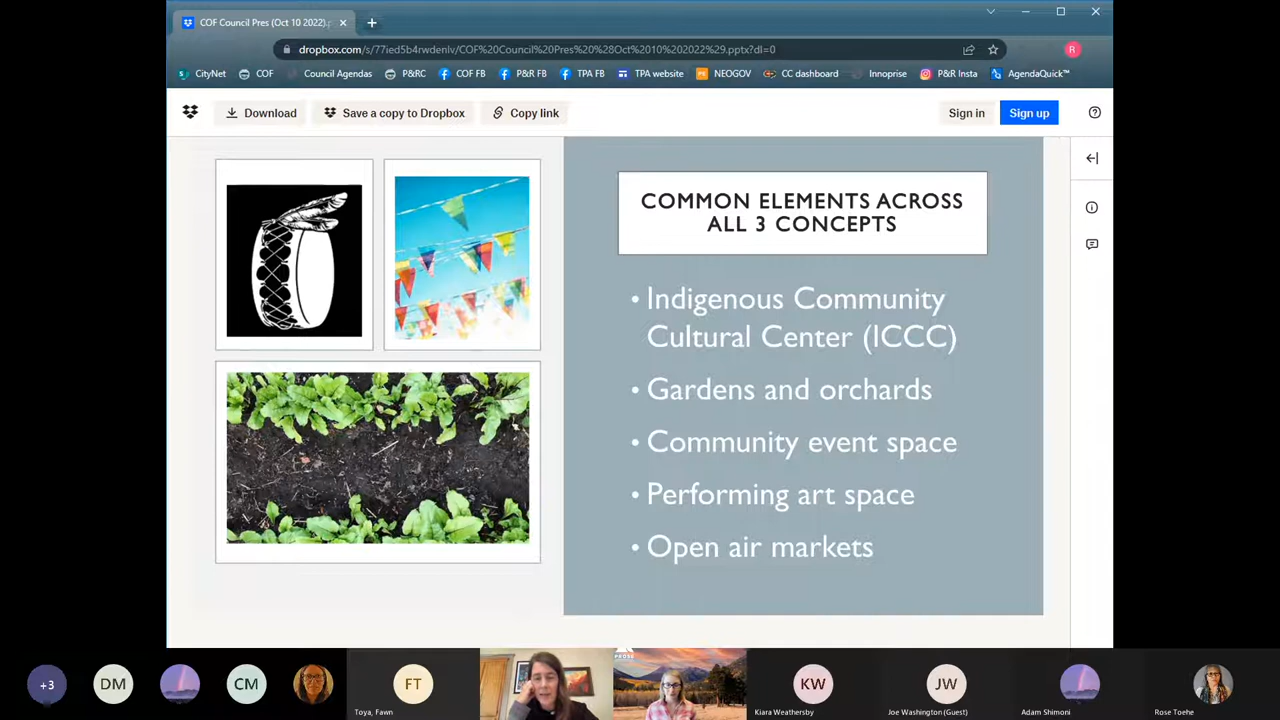 COF Council Pres (Oct 10 2022).p
dropbox.com/s/77ied5b4rwdenlv/COF%20Council%20Pres%20%28Oct%2010%202022%29.pptx?dl=0
R
CityNet COF Council Agendas P&RC COF FB P&R FB TPA FB TPA website NEOGOV CC dashboard Innoprise P&R Insta AgendaQuick™
Download Save a copy to Dropbox Copy link Sign in Sign up
COMMON ELEMENTS ACROSS
ALL 3 CONCEPTS
• Indigenous Community
Cultural Center (ICCC)
• Gardens and orchards
• Community event space
• Performing art space
• Open air markets
+3 DM CM FT KW JW
Toya, Fawn Kiara Weathersby Joe Washington (Guest) Adam Shimoni Rose Toehe